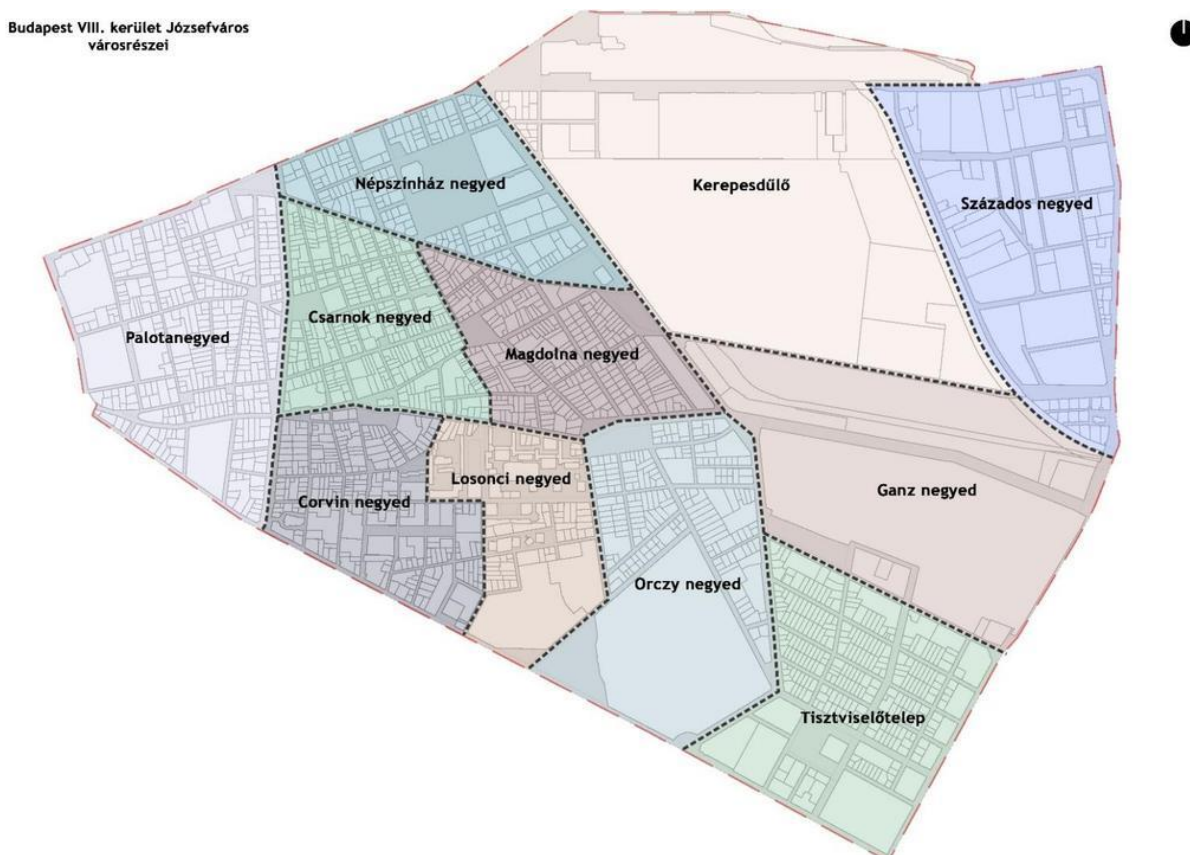 Budapest VIII. kerület Józsefváros
városrészei
Népszínház negyed
Kerepesdűlő
Százados negyed
Csarnok negyed
Palotanegyed
Magdolna negyed
Losonci negyed
Corvin negyed
Ganz negyed
Orczy negyed
Tisztviselőtelep